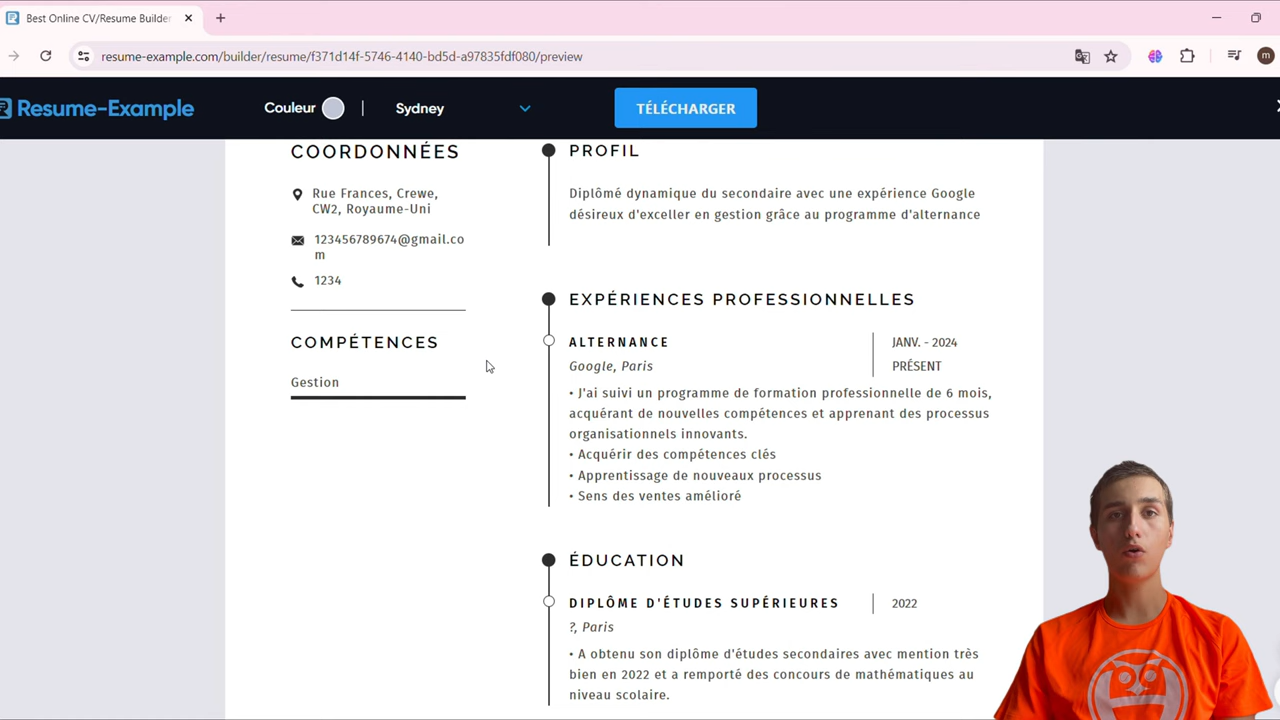 Best Online CV/Resume Builder
resume-example.com/builder/resume/f371d14f-5746-4140-bd5d-a97835fdf080/preview
m
Resume-Example
Couleur
Sydney
TÉLÉCHARGER
COORDONNÉES
Rue Frances, Crewe,
CW2, Royaume-Uni
123456789674@gmail.co
m
1234
COMPÉTENCES
Gestion
PROFIL
Diplômé dynamique du secondaire avec une expérience Google
désireux d'exceller en gestion grâce au programme d'alternance
EXPÉRIENCES PROFESSIONNELLES
ALTERNANCE
JANV. - 2024
Google, Paris
PRÉSENT
• J'ai suivi un programme de formation professionnelle de 6 mois,
acquérant de nouvelles compétences et apprenant des processus
organisationnels innovants.
• Acquérir des compétences clés
• Apprentissage de nouveaux processus
• Sens des ventes amélioré
ÉDUCATION
DIPLÔME D'ÉTUDES SUPÉRIEURES
2022
?, Paris
• A obtenu son diplôme d'études secondaires avec mention très
bien en 2022 et a remporté des concours de mathématiques au
niveau scolaire.